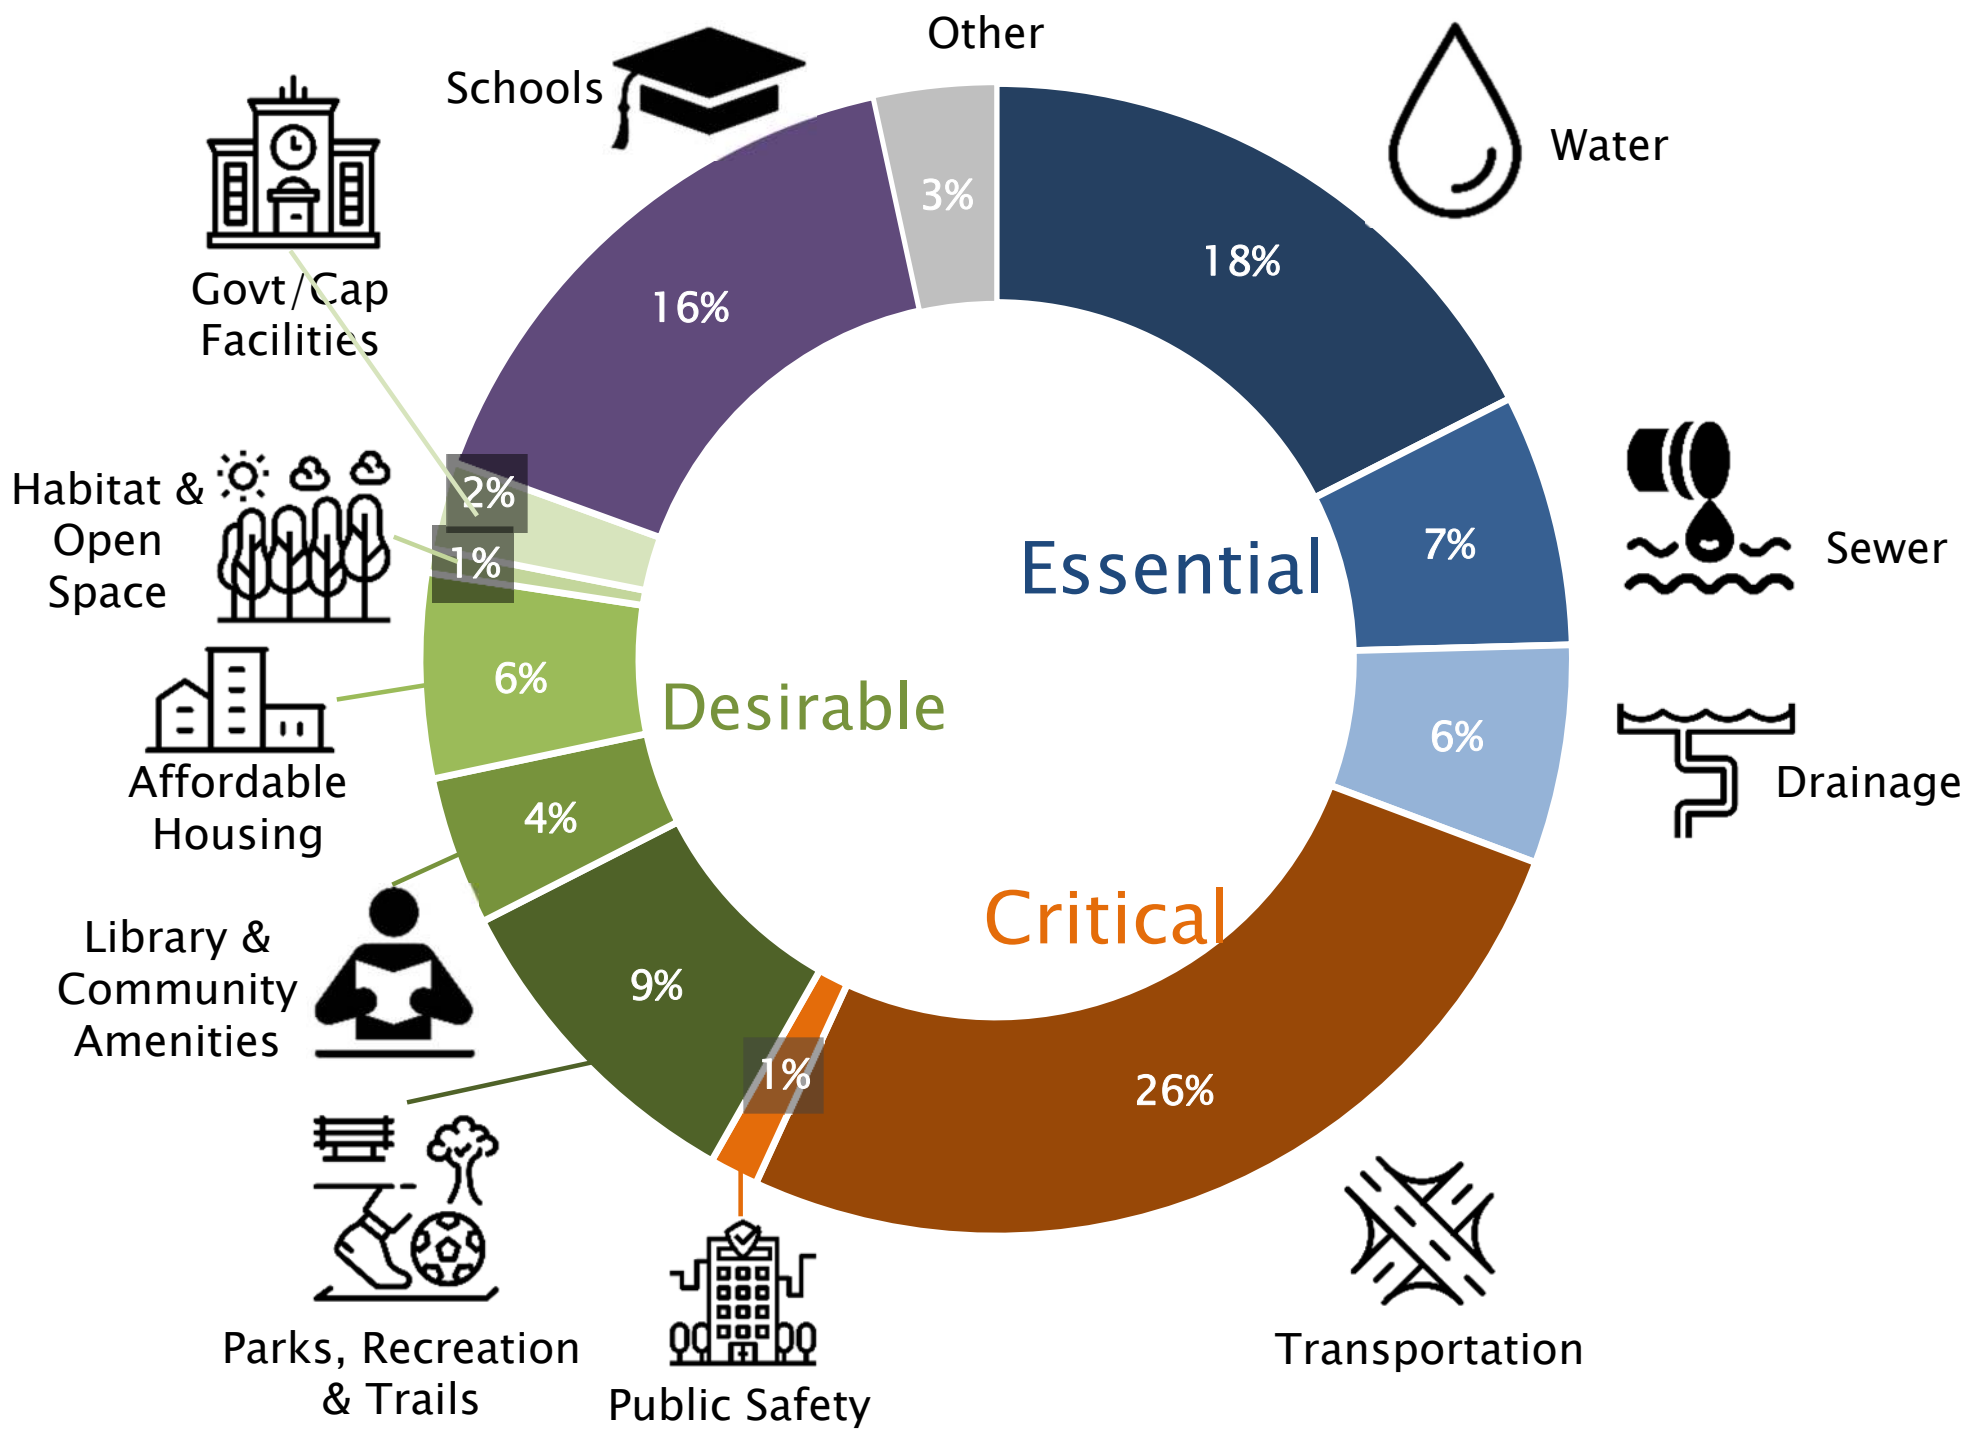 Other
Schools
Water
3%
18%
16%
Govt/Cap
Facilities
2%
Habitat &
Open
Space
1%
7%
Sewer
Essential
6%
Desirable
6%
Drainage
Affordable
Housing
4%
Critical
Library &
Community
Amenities
9%
1%
26%
Parks, Recreation
& Trails
Public Safety
Transportation